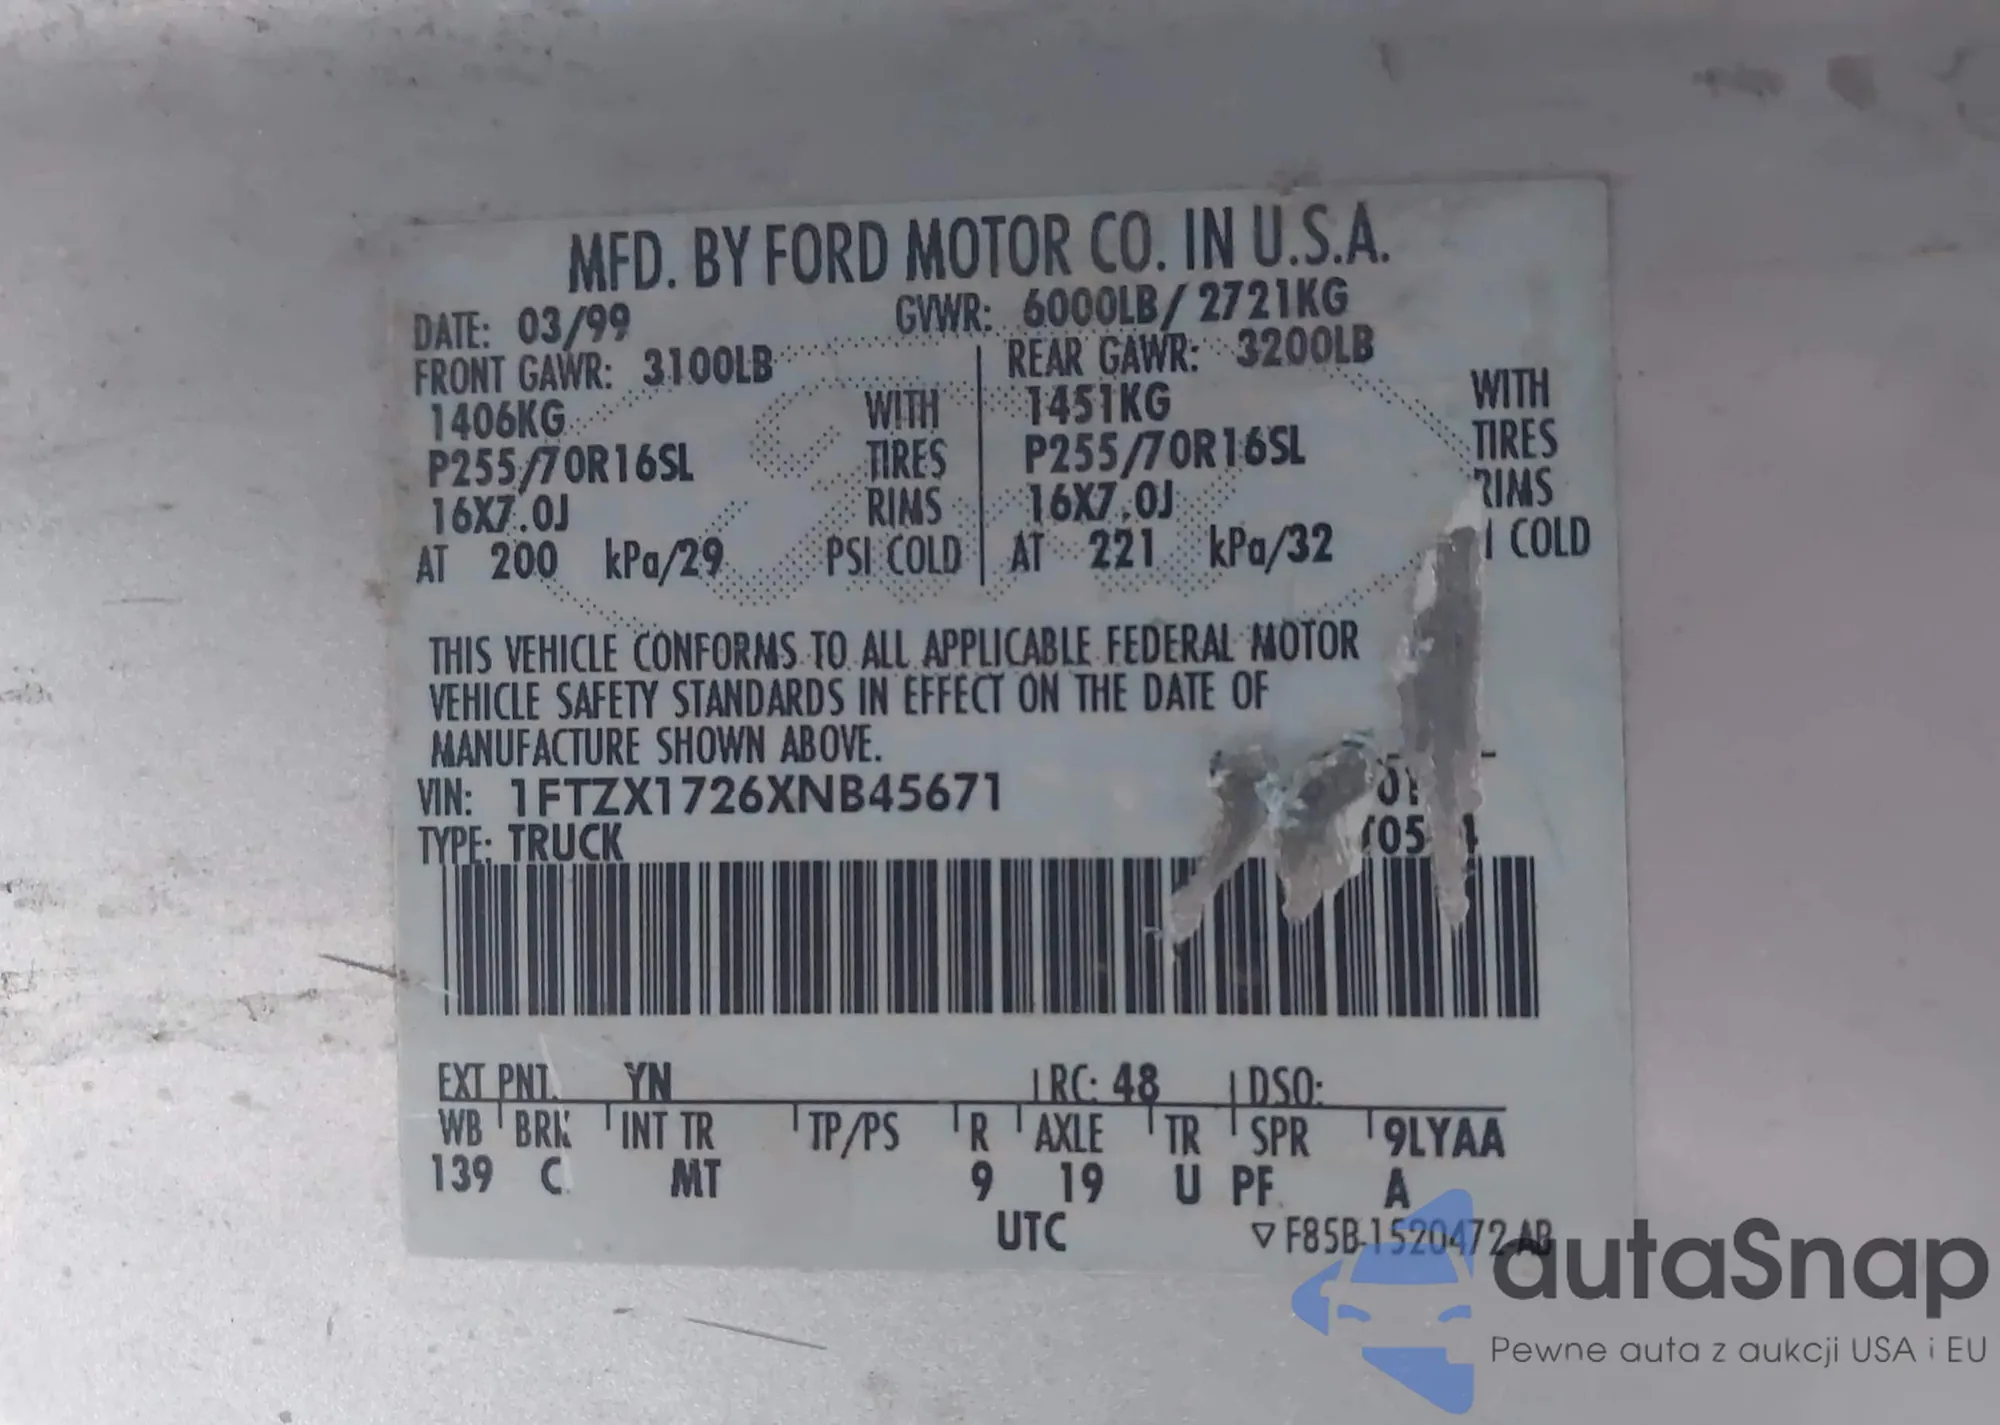 MFD. BY FORD MOTOR CO. IN U.S.A.
DATE: 03/99 GVWR: 6000LB/ 2721KG
FRONT GAWR: 3100LB REAR GAWR: 3200LB
1406KG WITH 1451KG WITH
P255/70R16SL TIRES P255/70R16SL TIRES
16X7.0J RIMS 16X7.0J RIMS
AT 200 kPa/29 PSI COLD AT 221 kPa/32 COLD
THIS VEHICLE CONFORMS TO ALL APPLICABLE FEDERAL MOTOR
VEHICLE SAFETY STANDARDS IN EFFECT ON THE DATE OF
MANUFACTURE SHOWN ABOVE.
VIN: 1FTZX1726XNB45671
TYPE: TRUCK
EXT PNT: YN RC: 48 DSO:
WB BRK INT TR TP/PS R AXLE TR SPR 9LYAA
139 C MT 9 19 U PF A
UTC ▽ F85B-1520472-AB
autaSnap
Pewne auta z aukcji USA i EU